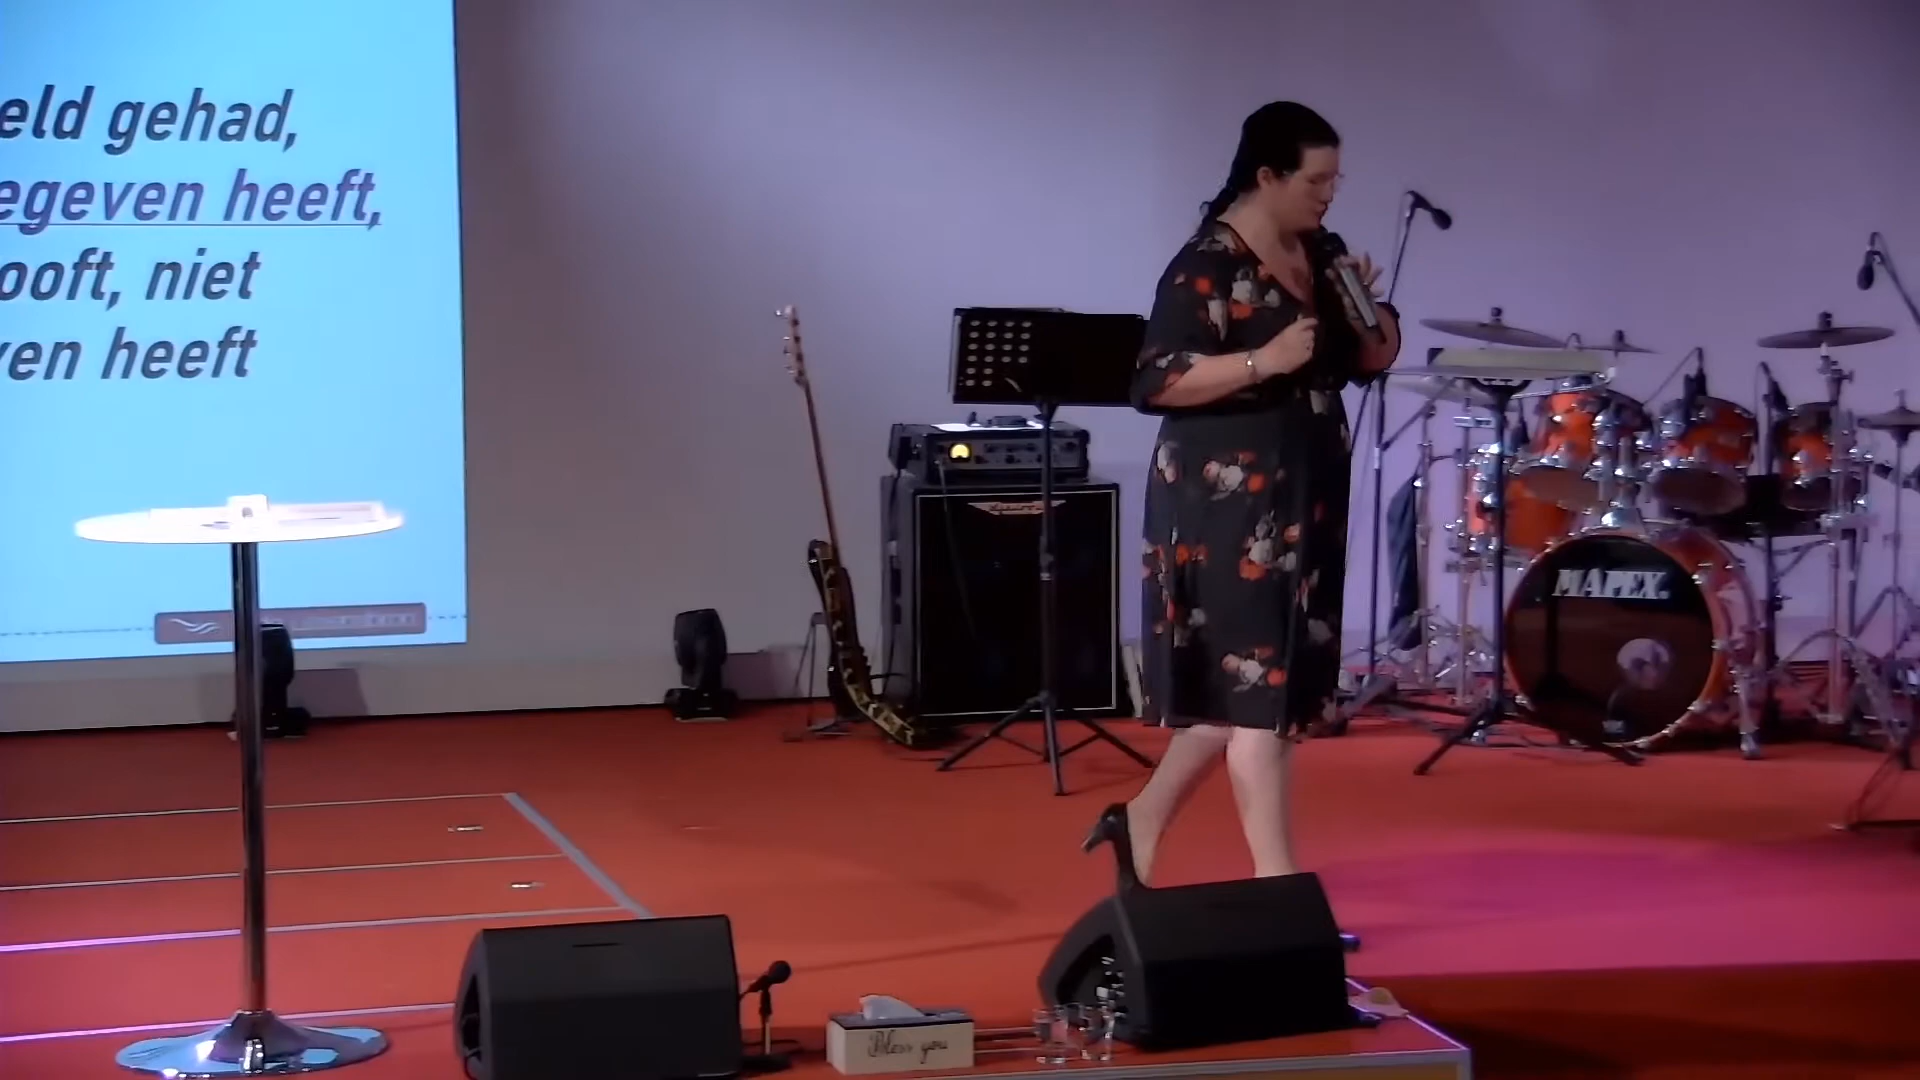 eld gehad,
egeven heeft,
ooft, niet
ven heeft
MAPEX.
Bless you